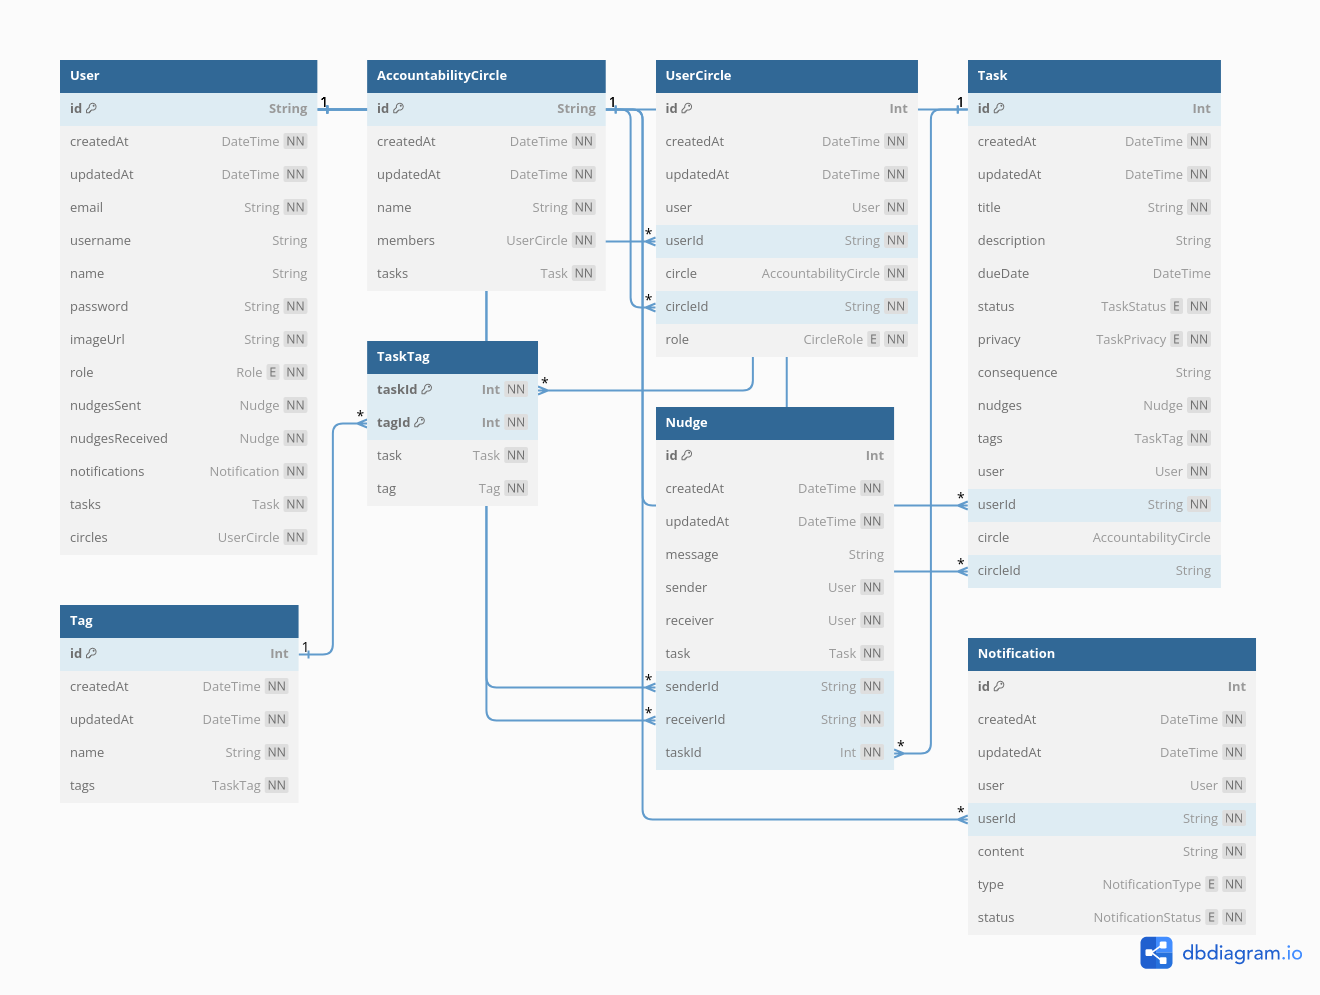 User
id String
createdAt DateTime NN
updatedAt DateTime NN
email String NN
username String
name String
password String NN
imageUrl String NN
role Role E NN
nudgesSent Nudge NN
nudgesReceived Nudge NN
notifications Notification NN
tasks Task NN
circles UserCircle NN
1
AccountabilityCircle
id String
createdAt DateTime NN
updatedAt DateTime NN
name String NN
members UserCircle NN
tasks Task NN
1
UserCircle
id Int
createdAt DateTime NN
updatedAt DateTime NN
user User NN
* userId String NN
circle AccountabilityCircle NN
* circleId String NN
role CircleRole E NN
1
Task
id Int
createdAt DateTime NN
updatedAt DateTime NN
title String NN
description String
dueDate DateTime
status TaskStatus E NN
privacy TaskPrivacy E NN
consequence String
nudges Nudge NN
tags TaskTag NN
user User NN
* userId String NN
circle AccountabilityCircle
* circleId String
TaskTag
taskId Int NN *
* tagId Int NN
task Task NN
tag Tag NN
Nudge
id Int
createdAt DateTime NN
updatedAt DateTime NN
message String
sender User NN
receiver User NN
task Task NN
* senderId String NN
* receiverId String NN
taskId Int NN *
Tag
id Int 1
createdAt DateTime NN
updatedAt DateTime NN
name String NN
tags TaskTag NN
Notification
id Int
createdAt DateTime NN
updatedAt DateTime NN
user User NN
* userId String NN
content String NN
type NotificationType E NN
status NotificationStatus E NN
dbdiagram.io